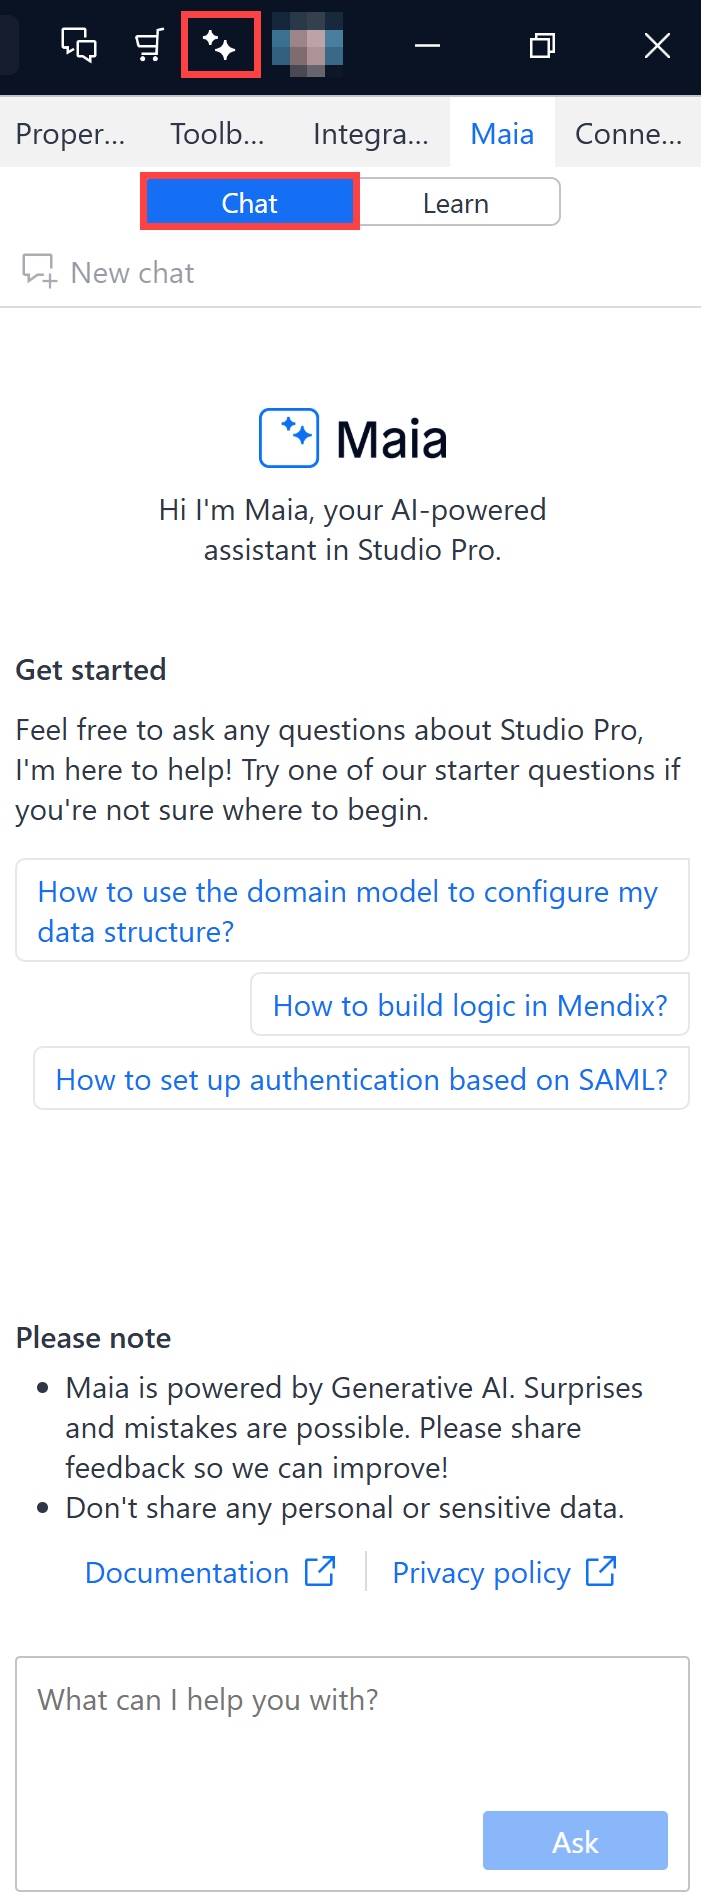 Proper... Toolb... Integra... Maia Conne...
Chat Learn
New chat
Maia
Hi I'm Maia, your AI-powered
assistant in Studio Pro.
Get started
Feel free to ask any questions about Studio Pro,
I'm here to help! Try one of our starter questions if
you're not sure where to begin.
How to use the domain model to configure my
data structure?
How to build logic in Mendix?
How to set up authentication based on SAML?
Please note
• Maia is powered by Generative AI. Surprises
and mistakes are possible. Please share
feedback so we can improve!
• Don't share any personal or sensitive data.
Documentation Privacy policy
What can I help you with?
Ask